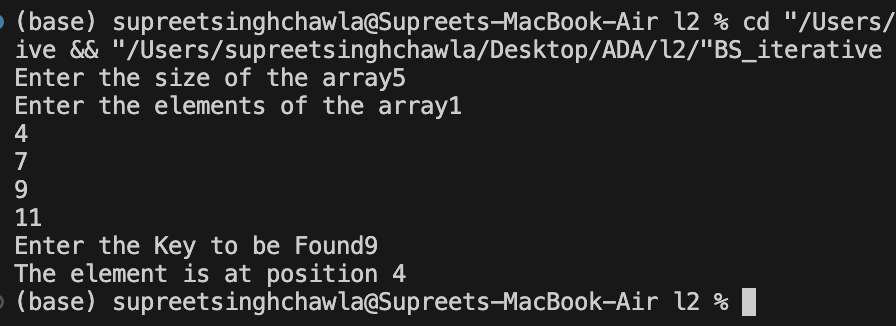 (base) supreetsinghchawla@Supreets-MacBook-Air l2 % cd "/Users/
ive && "/Users/supreetsinghchawla/Desktop/ADA/l2/"BS_iterative
Enter the size of the array5
Enter the elements of the array1
4
7
9
11
Enter the Key to be Found9
The element is at position 4
(base) supreetsinghchawla@Supreets-MacBook-Air l2 %